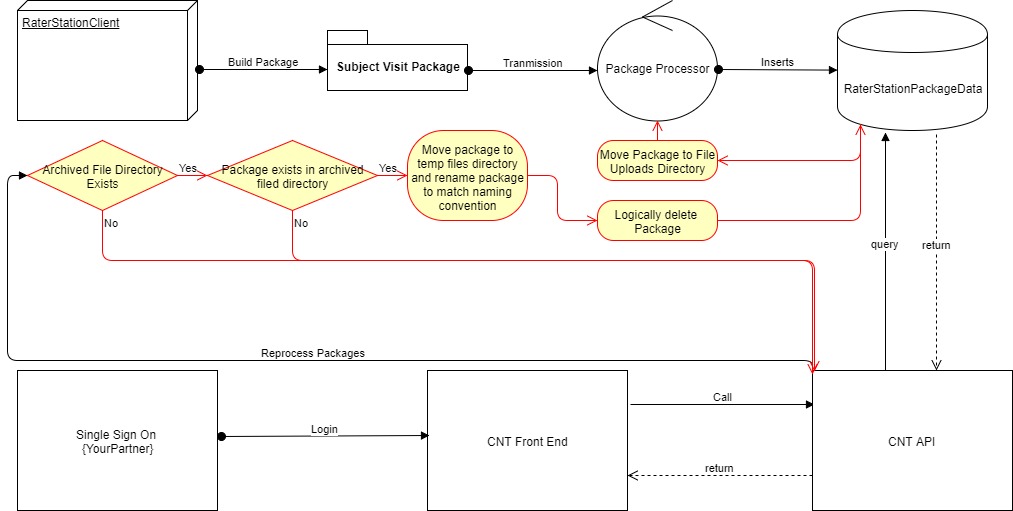 RaterStationClient
Build Package
Subject Visit Package
Tranmission
Package Processor
Inserts
RaterStationPackageData
Archived File Directory
Exists
Yes
Package exists in archived
filed directory
Yes
Move package to
temp files directory
and rename package
to match naming
convention
Move Package to File
Uploads Directory
Logically delete
Package
No
No
query
return
Reprocess Packages
Single Sign On
{YourPartner}
Login
CNT Front End
Call
return
CNT API